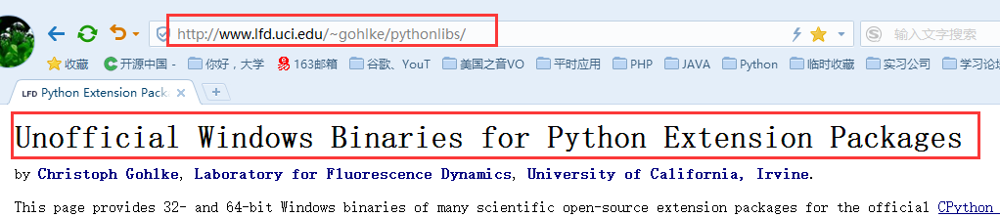 http://www.lfd.uci.edu/~gohlke/pythonlibs/
S 输入文字搜索
收藏 开源中国 - 你好，大学 163邮箱 谷歌、YouT 美国之音VO 平时应用 PHP JAVA Python 临时收藏 实习公司 学习论坛
LFD Python Extension Pack
Unofficial Windows Binaries for Python Extension Packages
by Christoph Gohlke, Laboratory for Fluorescence Dynamics, University of California, Irvine.
This page provides 32- and 64-bit Windows binaries of many scientific open-source extension packages for the official CPython